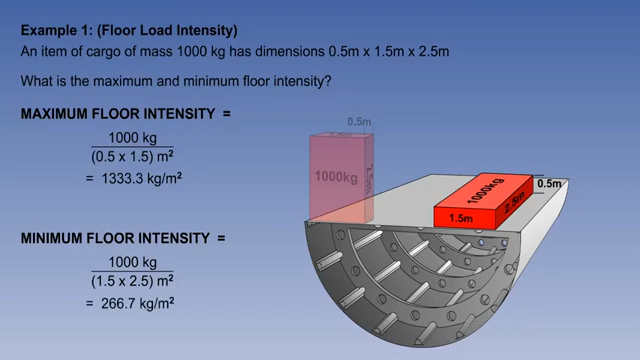 Example 1: (Floor Load Intensity)
An item of cargo of mass 1000 kg has dimensions 0.5m x 1.5m x 2.5m
What is the maximum and minimum floor intensity?
MAXIMUM FLOOR INTENSITY =
1000 kg
(0.5 x 1.5) m²
= 1333.3 kg/m²
MINIMUM FLOOR INTENSITY =
1000 kg
(1.5 x 2.5) m²
= 266.7 kg/m²
0.5m
1000kg
1000kg
0.5m
1.5m
2.5m